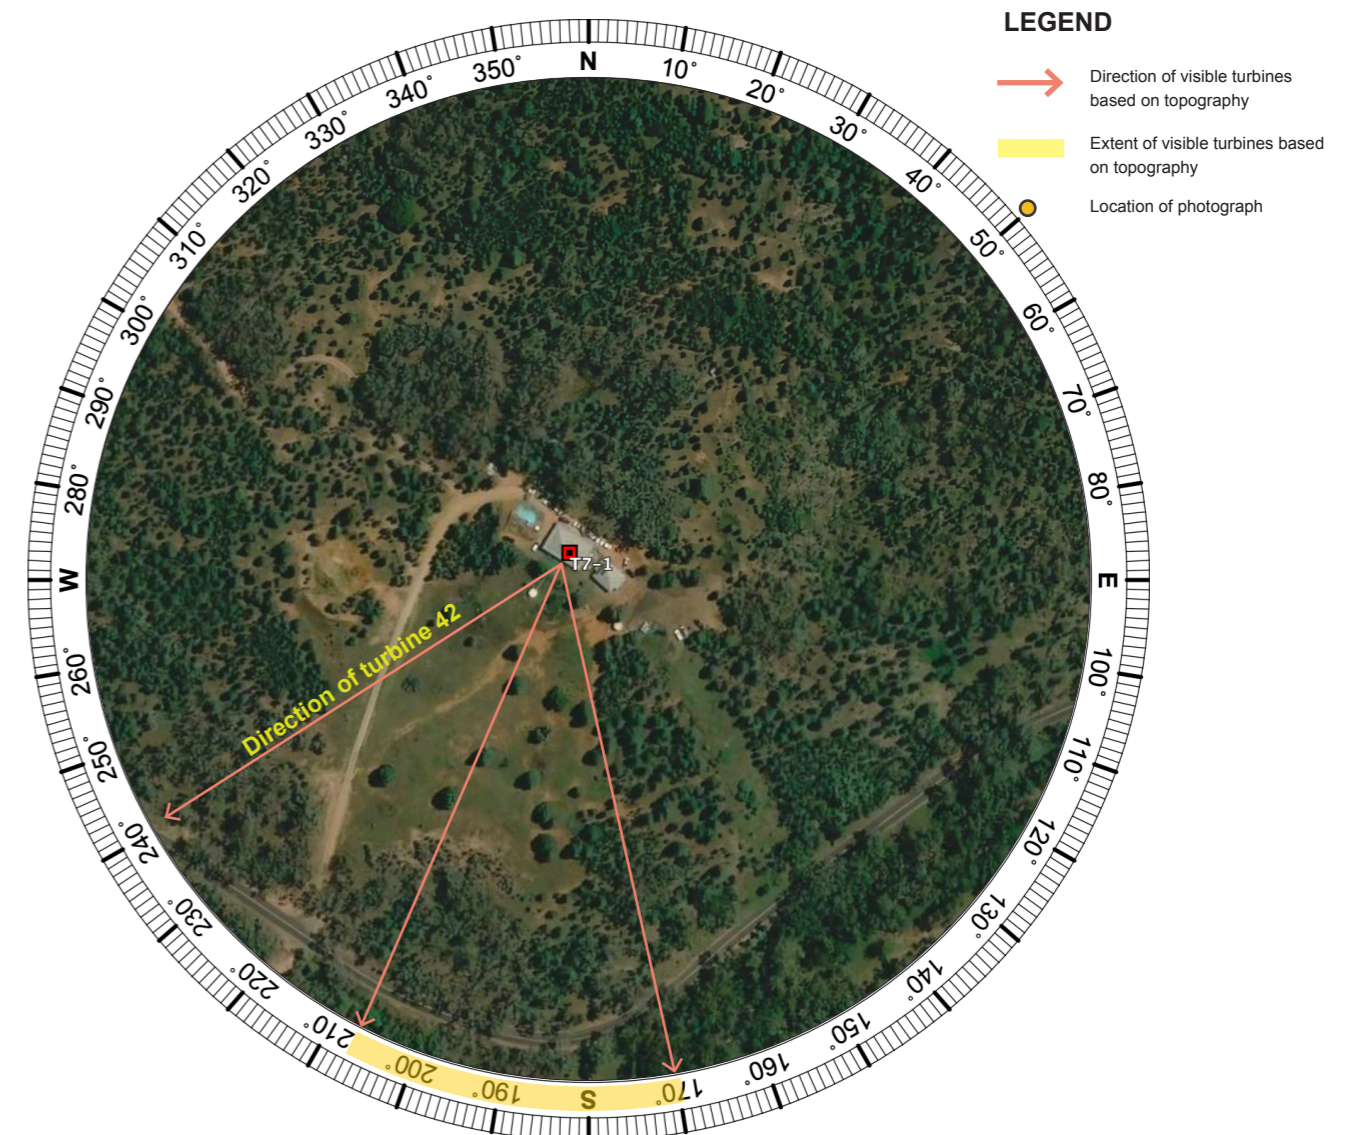 LEGEND
Direction of visible turbines
based on topography
Extent of visible turbines based
on topography
Location of photograph
N
10°
20°
30°
40°
50°
60°
70°
80°
E
100°
110°
120°
130°
140°
150°
160°
170°
S
190°
200°
210°
220°
230°
240°
250°
260°
W
280°
290°
300°
310°
320°
330°
340°
350°
T7-1
Direction of turbine 42